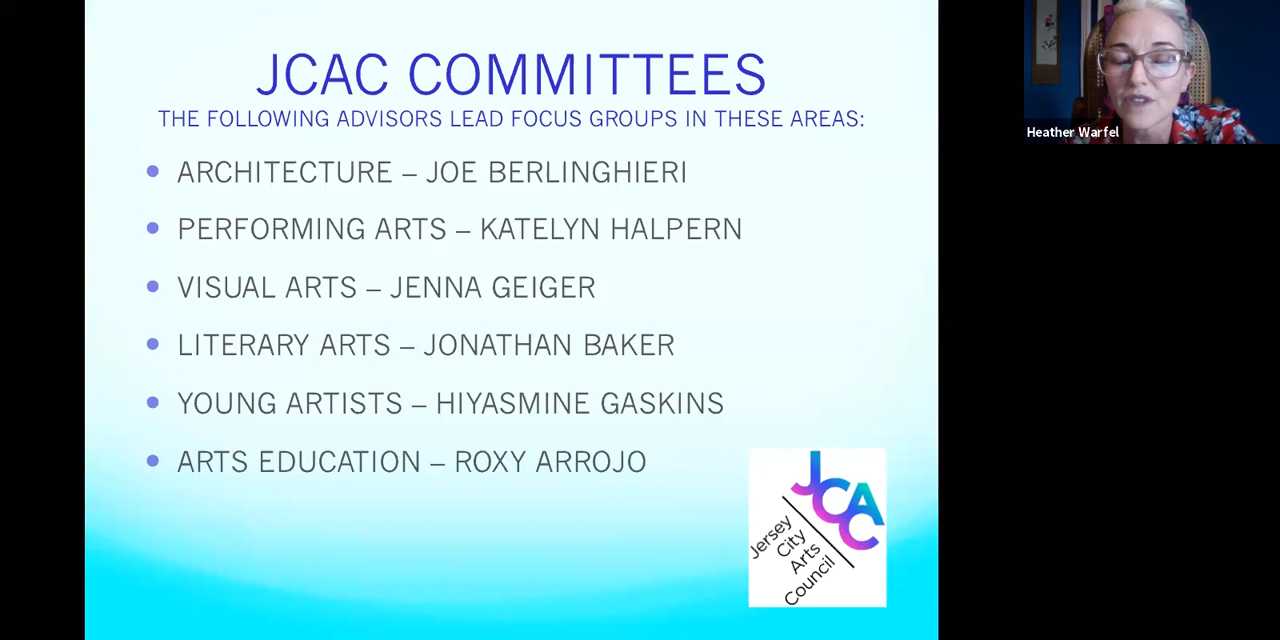 JCAC COMMITTEES
THE FOLLOWING ADVISORS LEAD FOCUS GROUPS IN THESE AREAS:
• ARCHITECTURE – JOE BERLINGHIERI
• PERFORMING ARTS – KATELYN HALPERN
• VISUAL ARTS – JENNA GEIGER
• LITERARY ARTS – JONATHAN BAKER
• YOUNG ARTISTS – HIYASMINE GASKINS
• ARTS EDUCATION – ROXY ARROJO
JCAC
Jersey
City
Arts
Council
Heather Warfel